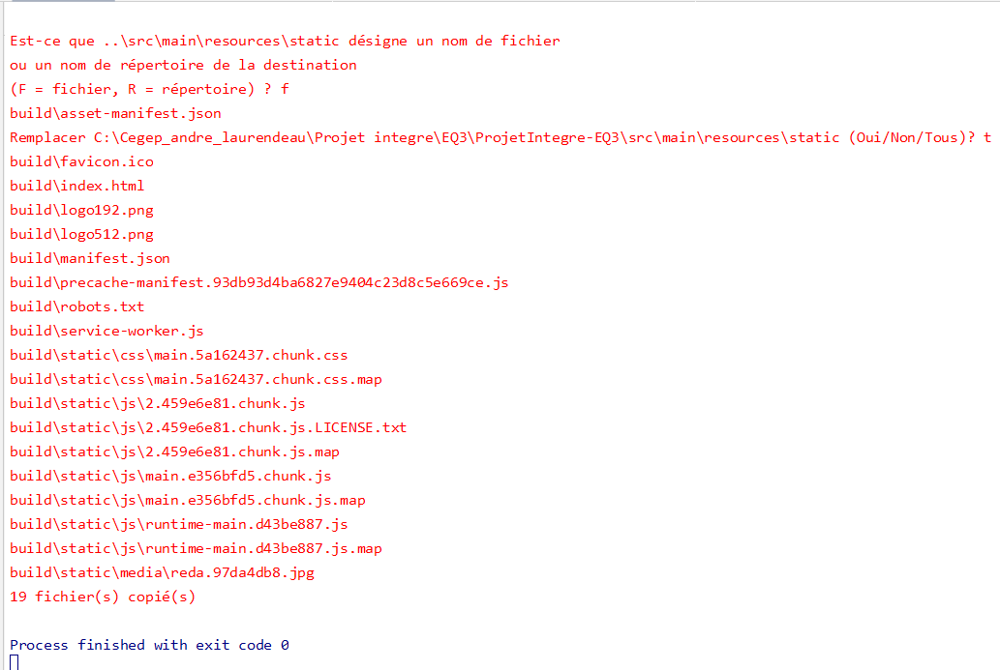 Est-ce que ..\src\main\resources\static désigne un nom de fichier
ou un nom de répertoire de la destination
(F = fichier, R = répertoire) ? f
build\asset-manifest.json
Remplacer C:\Cegep_andre_laurendeau\Projet integre\EQ3\ProjetIntegre-EQ3\src\main\resources\static (Oui/Non/Tous)? t
build\favicon.ico
build\index.html
build\logo192.png
build\logo512.png
build\manifest.json
build\precache-manifest.93db93d4ba6827e9404c23d8c5e669ce.js
build\robots.txt
build\service-worker.js
build\static\css\main.5a162437.chunk.css
build\static\css\main.5a162437.chunk.css.map
build\static\js\2.459e6e81.chunk.js
build\static\js\2.459e6e81.chunk.js.LICENSE.txt
build\static\js\2.459e6e81.chunk.js.map
build\static\js\main.e356bfd5.chunk.js
build\static\js\main.e356bfd5.chunk.js.map
build\static\js\runtime-main.d43be887.js
build\static\js\runtime-main.d43be887.js.map
build\static\media\reda.97da4db8.jpg
19 fichier(s) copié(s)
Process finished with exit code 0